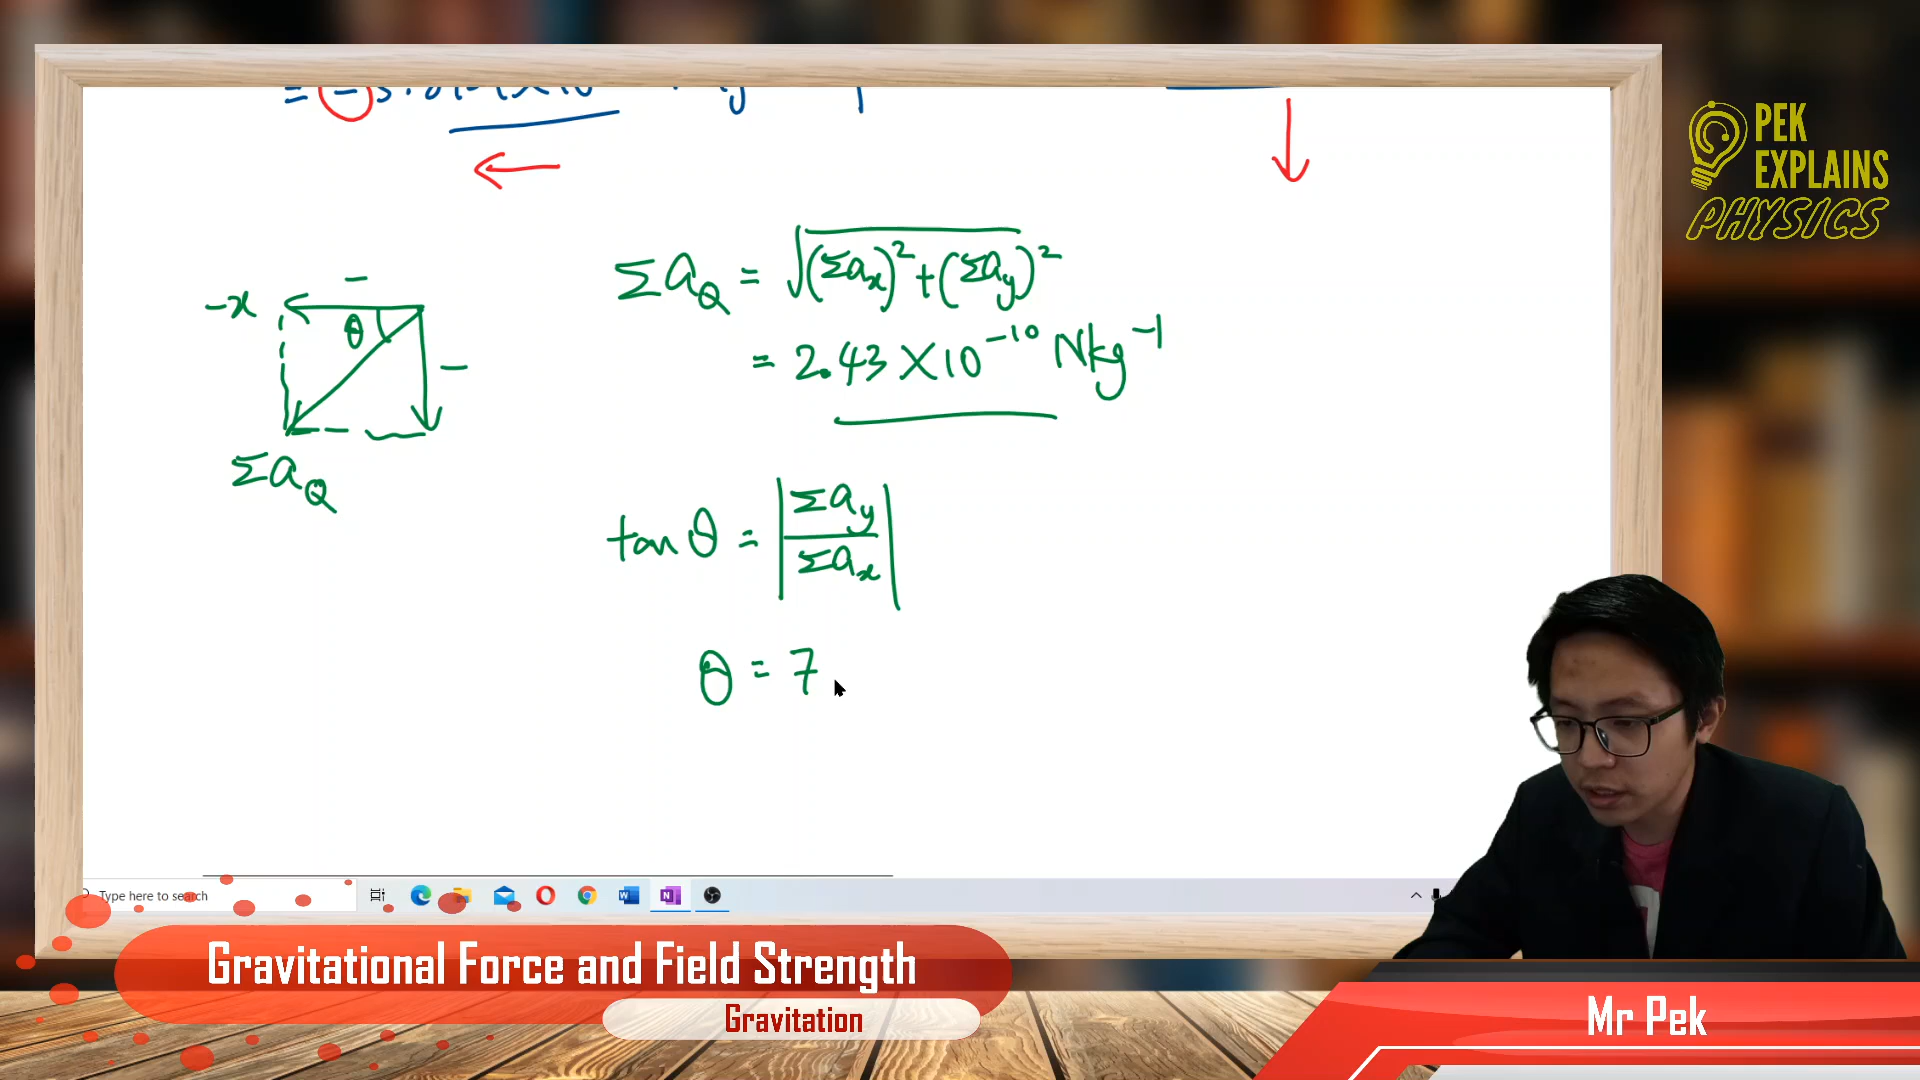 ΣaQ = √(Σax)² + (Σay)²
= 2.43 × 10⁻¹⁰ Nkg⁻¹
-x
-
θ
-
ΣaQ
tan θ = |Σay / Σax|
θ = 7
PEK
EXPLAINS
PHYSICS
Type here to search
Gravitational Force and Field Strength
Gravitation
Mr Pek